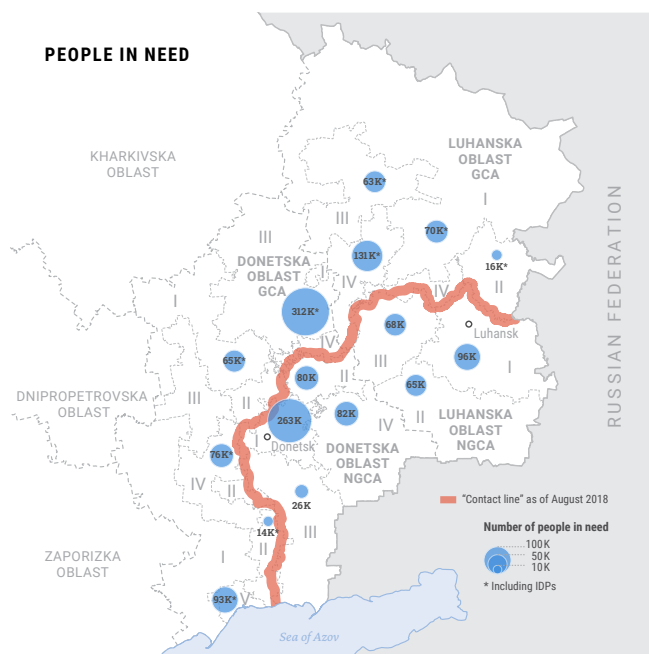 PEOPLE IN NEED
KHARKIVSKA
OBLAST
LUHANSKA
OBLAST
GCA
I
63K*
III
70K*
III
DONETSKA
OBLAST
GCA
131K*
I
IV
16K*
II
IV
I
312K*
RUSSIAN FEDERATION
68K
Luhansk
IV
65K*
96K
III
I
80K
II
65K
DNIPROPETROVSKA
OBLAST
III
II
263K
82K
IV
II
LUHANSKA
OBLAST
NGCA
I
Donetsk
DONETSKA
OBLAST
NGCA
76K*
IV
II
26K
"Contact line" as of August 2018
14K*
III
II
I
Number of people in need
100K
50K
10K
* Including IDPs
ZAPORIZKA
OBLAST
93K*
V
Sea of Azov